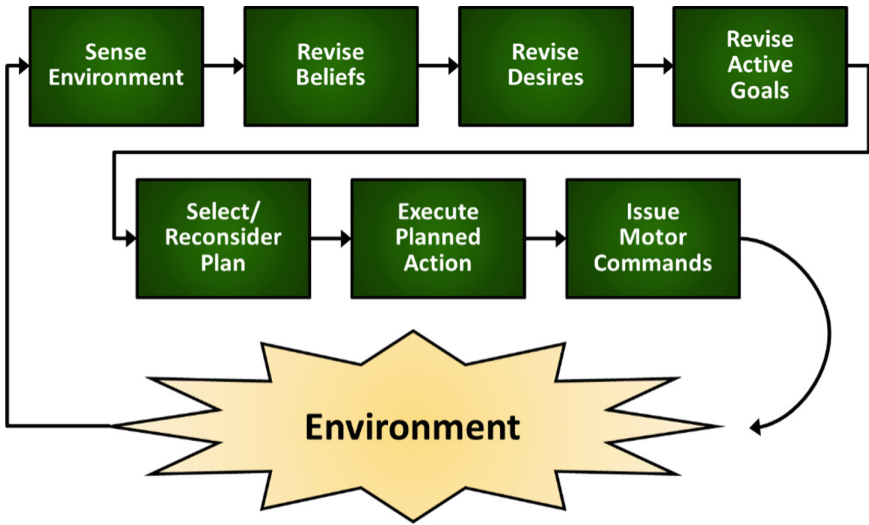 Sense
Environment
Revise
Beliefs
Revise
Desires
Revise
Active
Goals
Select/
Reconsider
Plan
Execute
Planned
Action
Issue
Motor
Commands
Environment